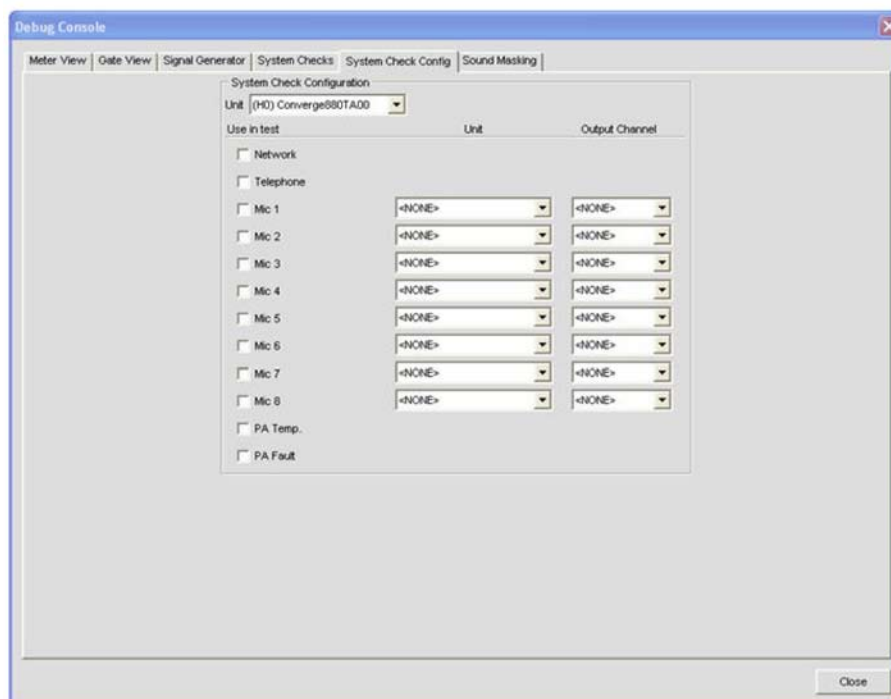 Debug Console
Meter View Gate View Signal Generator System Checks System Check Config Sound Masking
System Check Configuration
Unit (H0) Converge880TA00
Use in test Unit Output Channel
Network
Telephone
Mic 1 <NONE> <NONE>
Mic 2 <NONE> <NONE>
Mic 3 <NONE> <NONE>
Mic 4 <NONE> <NONE>
Mic 5 <NONE> <NONE>
Mic 6 <NONE> <NONE>
Mic 7 <NONE> <NONE>
Mic 8 <NONE> <NONE>
PA Temp.
PA Fault
Close